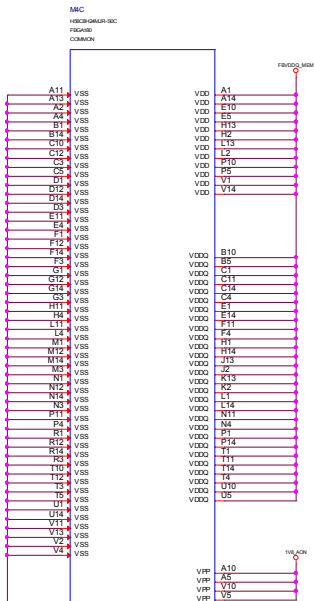 M4C
H5GC8H24MJR-S0C
FBGA180
COMMON
FBVDDQ_MEM
A11 VSS VDD A1
A13 VSS VDD A14
A2 VSS VDD E10
A4 VSS VDD E5
B1 VSS VDD H13
B14 VSS VDD H2
C10 VSS VDD L13
C12 VSS VDD L2
C3 VSS VDD P10
C5 VSS VDD P5
D1 VSS VDD V1
D12 VSS VDD V14
D14 VSS
D3 VSS
E11 VSS
E4 VSS
F1 VSS
F12 VSS
F14 VSS VDDQ B10
F3 VSS VDDQ B5
G1 VSS VDDQ C1
G12 VSS VDDQ C11
G14 VSS VDDQ C14
G3 VSS VDDQ C4
H11 VSS VDDQ E1
H4 VSS VDDQ E14
L11 VSS VDDQ F11
L4 VSS VDDQ F4
M1 VSS VDDQ H1
M12 VSS VDDQ H14
M14 VSS VDDQ J13
M3 VSS VDDQ J2
N1 VSS VDDQ K13
N12 VSS VDDQ K2
N14 VSS VDDQ L1
N3 VSS VDDQ L14
P11 VSS VDDQ N11
P4 VSS VDDQ N4
R1 VSS VDDQ P1
R12 VSS VDDQ P14
R14 VSS VDDQ T1
R3 VSS VDDQ T11
T10 VSS VDDQ T14
T12 VSS VDDQ T4
T3 VSS VDDQ U10
T5 VSS VDDQ U5
U1 VSS
U14 VSS
V11 VSS
V13 VSS
V2 VSS
V4 VSS
1V8_AON
VPP A10
VPP A5
VPP V10
VPP V5